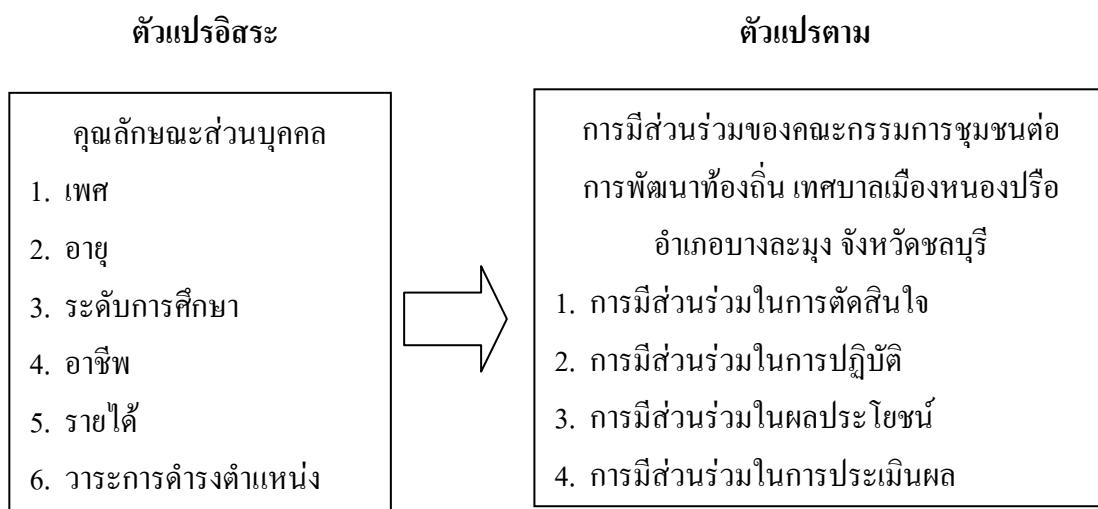 ตัวแปรอิสระ
ตัวแปรตาม
คุณลักษณะส่วนบุคคล
1. เพศ
2. อายุ
3. ระดับการศึกษา
4. อาชีพ
5. รายได้
6. วาระการดำรงตำแหน่ง
การมีส่วนร่วมของคณะกรรมการชุมชนต่อ
การพัฒนาท้องถิ่น เทศบาลเมืองหนองปรือ
อำเภอบางละมุง จังหวัดชลบุรี
1. การมีส่วนร่วมในการตัดสินใจ
2. การมีส่วนร่วมในการปฏิบัติ
3. การมีส่วนร่วมในผลประโยชน์
4. การมีส่วนร่วมในการประเมินผล